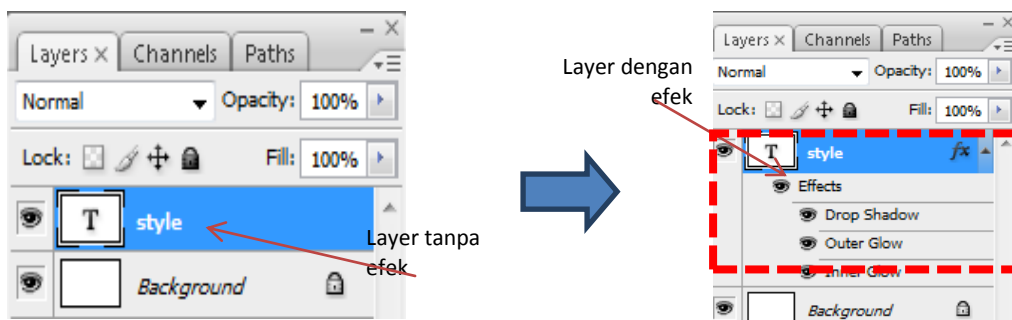 Layers × Channels Paths
Normal Opacity: 100%
Lock: Fill: 100%
T style
Background
Layer tanpa
efek
Layer dengan
efek
Layers × Channels Paths
Normal Opacity: 100%
Lock: Fill: 100%
T style fx
Effects
Drop Shadow
Outer Glow
Inner Glow
Background